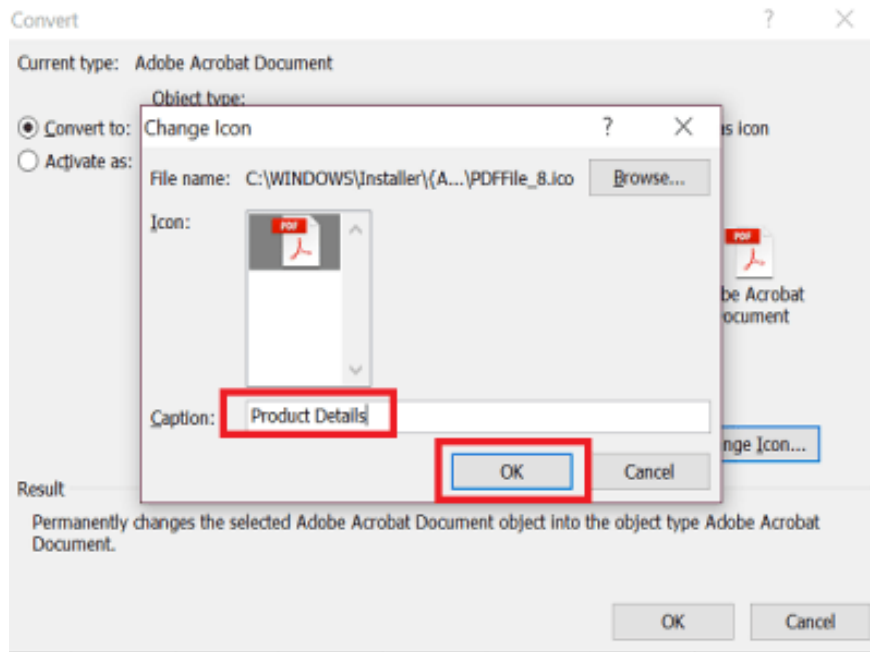 Convert
Current type: Adobe Acrobat Document
Object type:
Convert to:
Activate as:
as icon
Change Icon
File name: C:\WINDOWS\Installer\{A...\PDFFile_8.ico Browse...
Icon:
PDF
Caption: Product Details
OK Cancel
PDF
be Acrobat
ocument
nge Icon...
Result
Permanently changes the selected Adobe Acrobat Document object into the object type Adobe Acrobat
Document.
OK Cancel